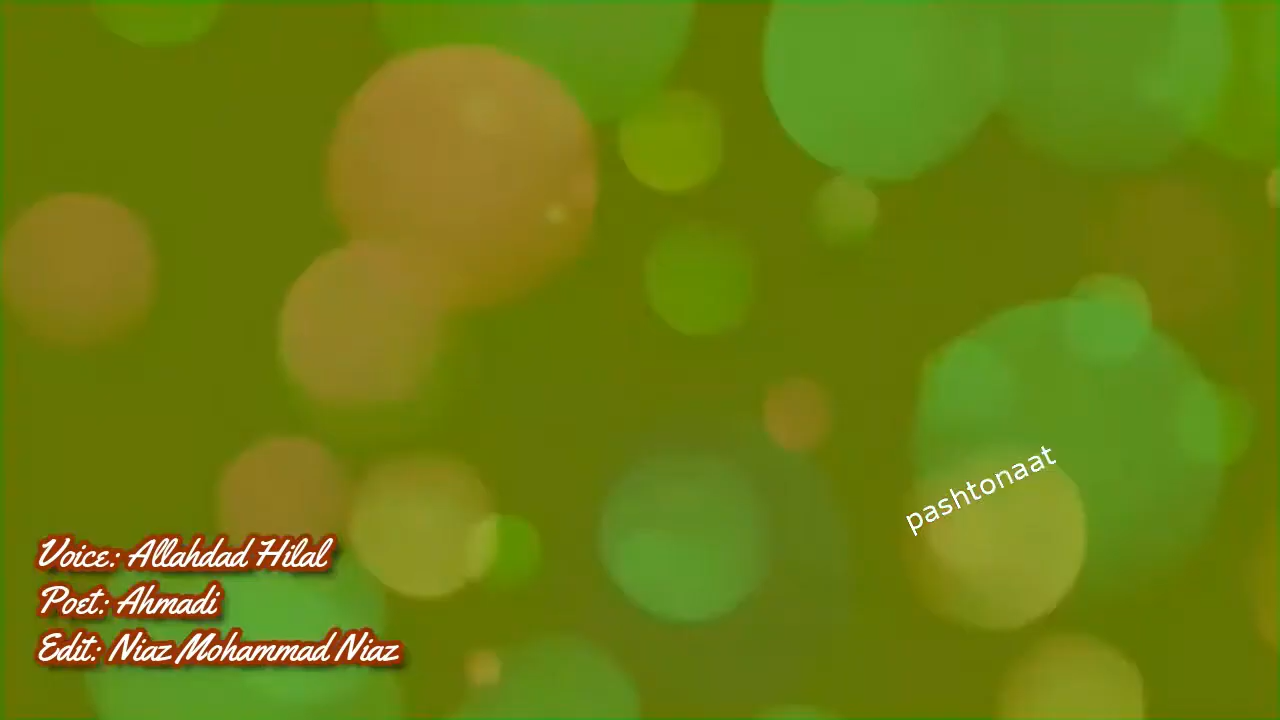 pashtonaat
Voice: Allahdad Hilal
Poet: Ahmadi
Edit: Niaz Mohammad Niaz